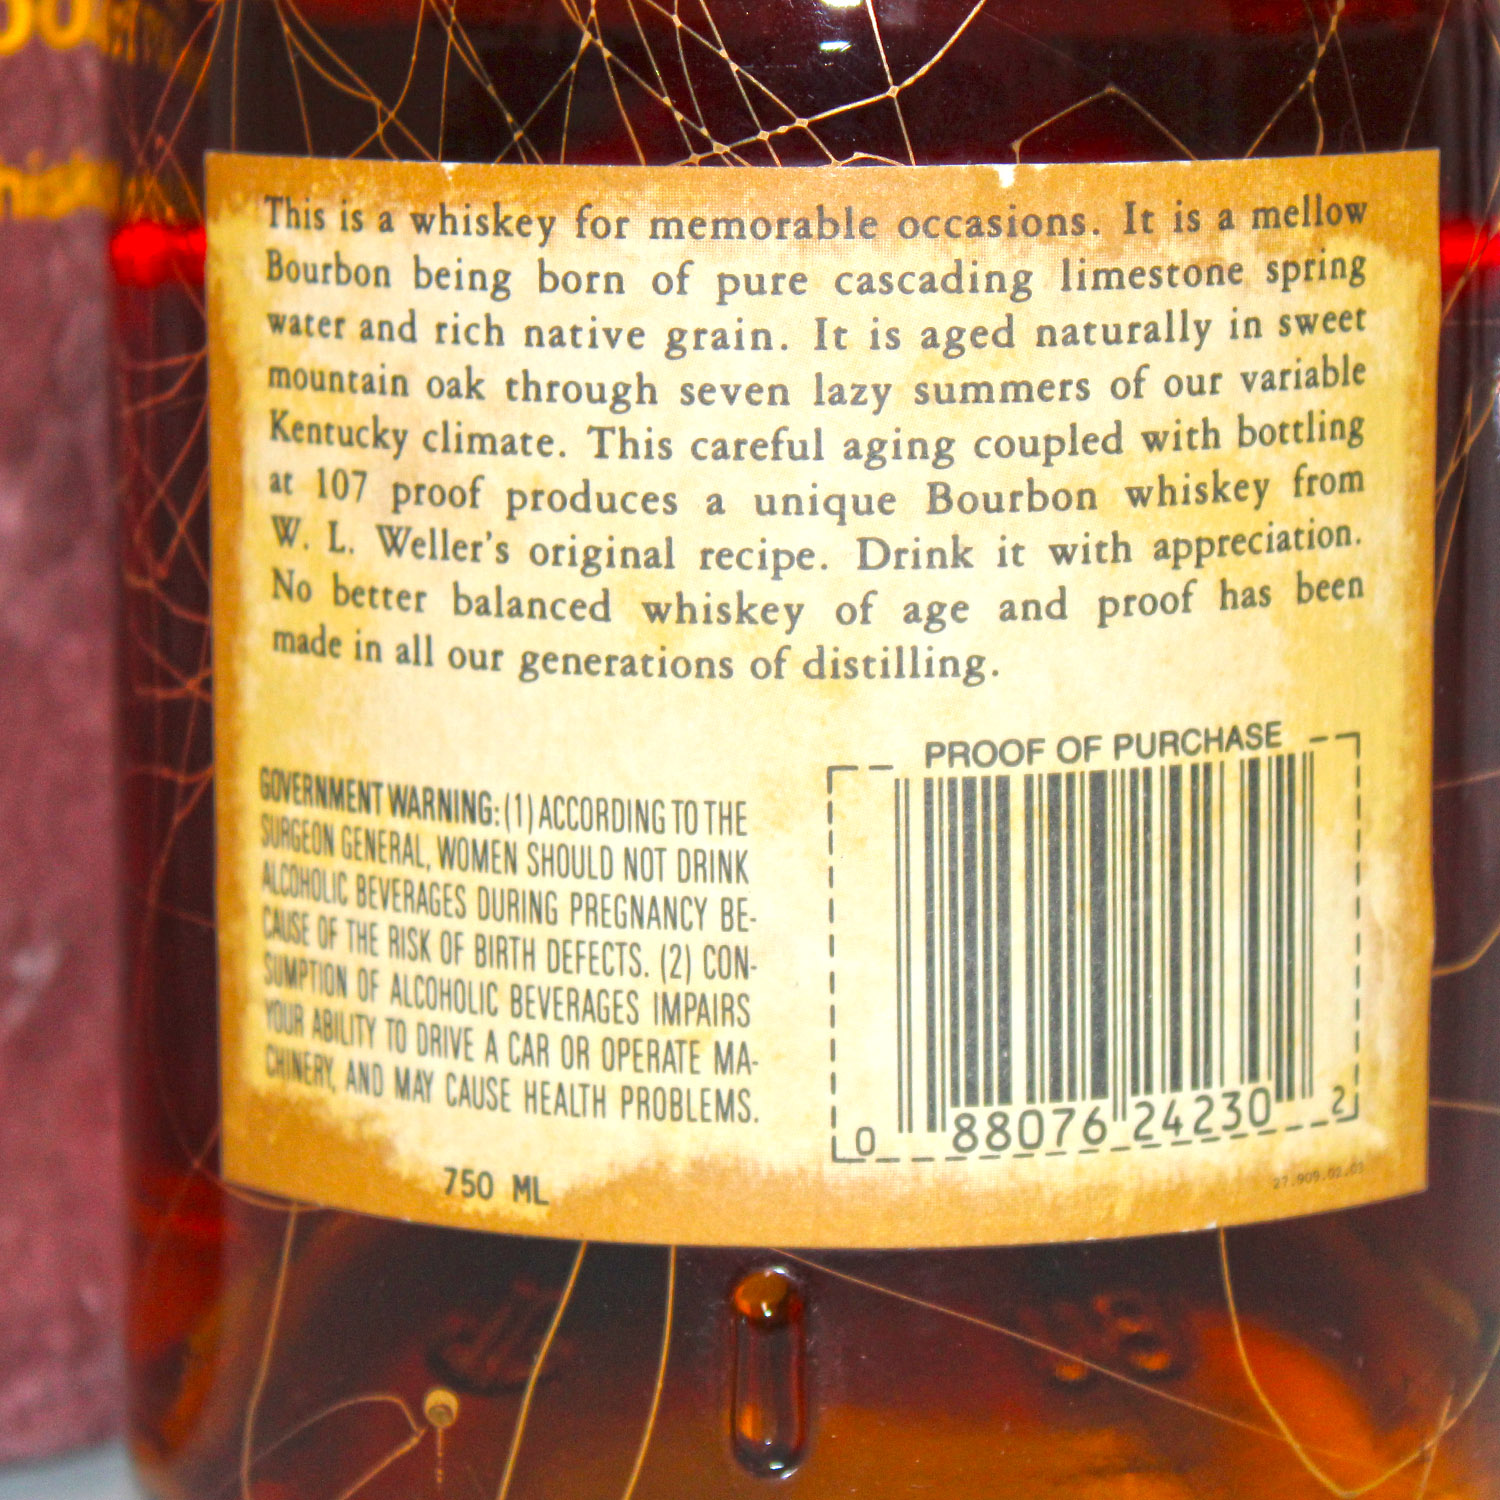 This is a whiskey for memorable occasions. It is a mellow
Bourbon being born of pure cascading limestone spring
water and rich native grain. It is aged naturally in sweet
mountain oak through seven lazy summers of our variable
Kentucky climate. This careful aging coupled with bottling
at 107 proof produces a unique Bourbon whiskey from
W. L. Weller's original recipe. Drink it with appreciation.
No better balanced whiskey of age and proof has been
made in all our generations of distilling.
GOVERNMENT WARNING: (1) ACCORDING TO THE
SURGEON GENERAL, WOMEN SHOULD NOT DRINK
ALCOHOLIC BEVERAGES DURING PREGNANCY BE-
CAUSE OF THE RISK OF BIRTH DEFECTS. (2) CON-
SUMPTION OF ALCOHOLIC BEVERAGES IMPAIRS
YOUR ABILITY TO DRIVE A CAR OR OPERATE MA-
CHINERY, AND MAY CAUSE HEALTH PROBLEMS.
750 ML
PROOF OF PURCHASE
0 88076 24230 2